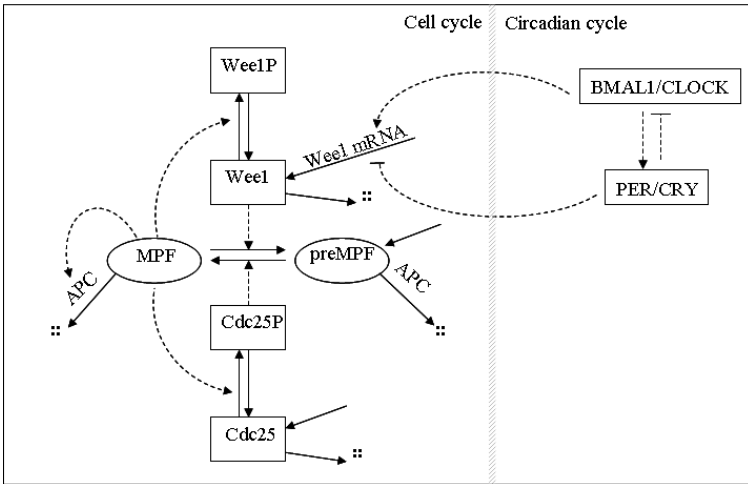 Cell cycle
Circadian cycle
Wee1P
BMAL1/CLOCK
Wee1 mRNA
Wee1
PER/CRY
MPF
preMPF
APC
APC
Cdc25P
Cdc25